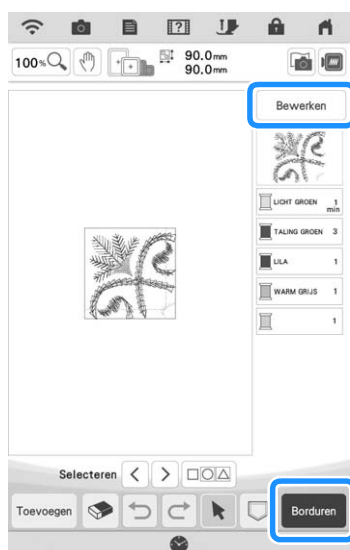 100%
90.0mm
90.0mm
Bewerken
LICHT GROEN 1
min
TALING GROEN 3
LILA 1
WARM GRIJS 1
1
Selecteren
Toevoegen
Borduren